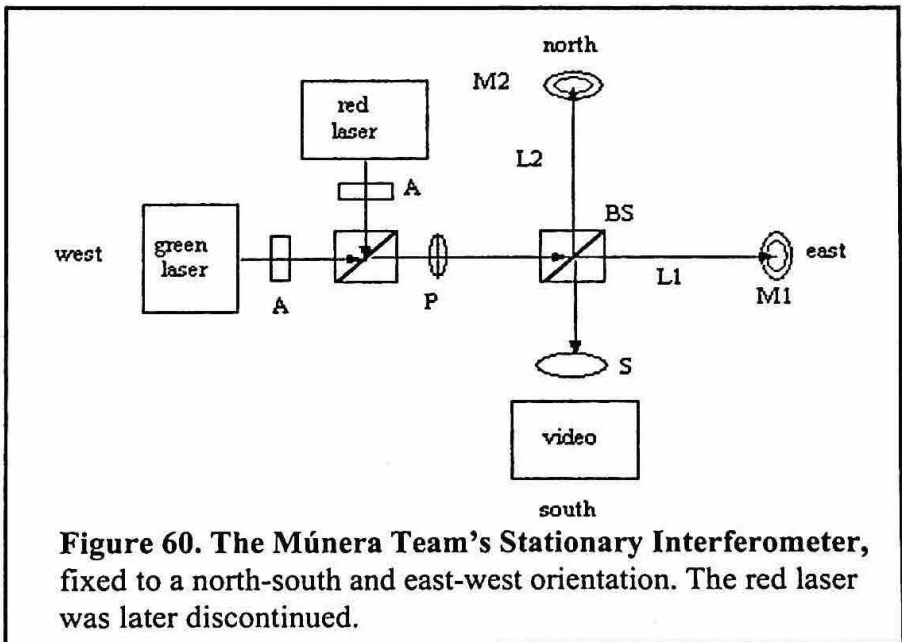 north
M2
red
laser
A
L2
BS
west
green
laser
A
P
L1
east
M1
S
video
south
Figure 60. The Múnera Team's Stationary Interferometer,
fixed to a north-south and east-west orientation. The red laser
was later discontinued.